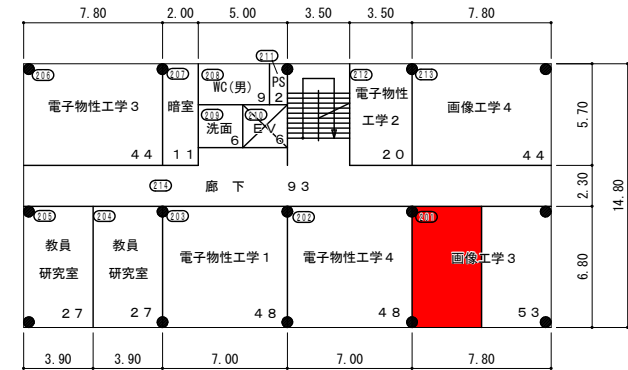 7.80 2.00 5.00 3.50 3.50 7.80
206 207 208 211 212 213
電子物性工学3 暗室 WC(男) PS 電子物性 画像工学4
9 2
209 210
洗面 EV 工学2
6 6
44 11 20 44
5.70
214 廊下 93
2.30
14.80
205 204 203 202 201
教員 教員 電子物性工学1 電子物性工学4 画像工学3
研究室 研究室
27 27 48 48 53
6.80
3.90 3.90 7.00 7.00 7.80